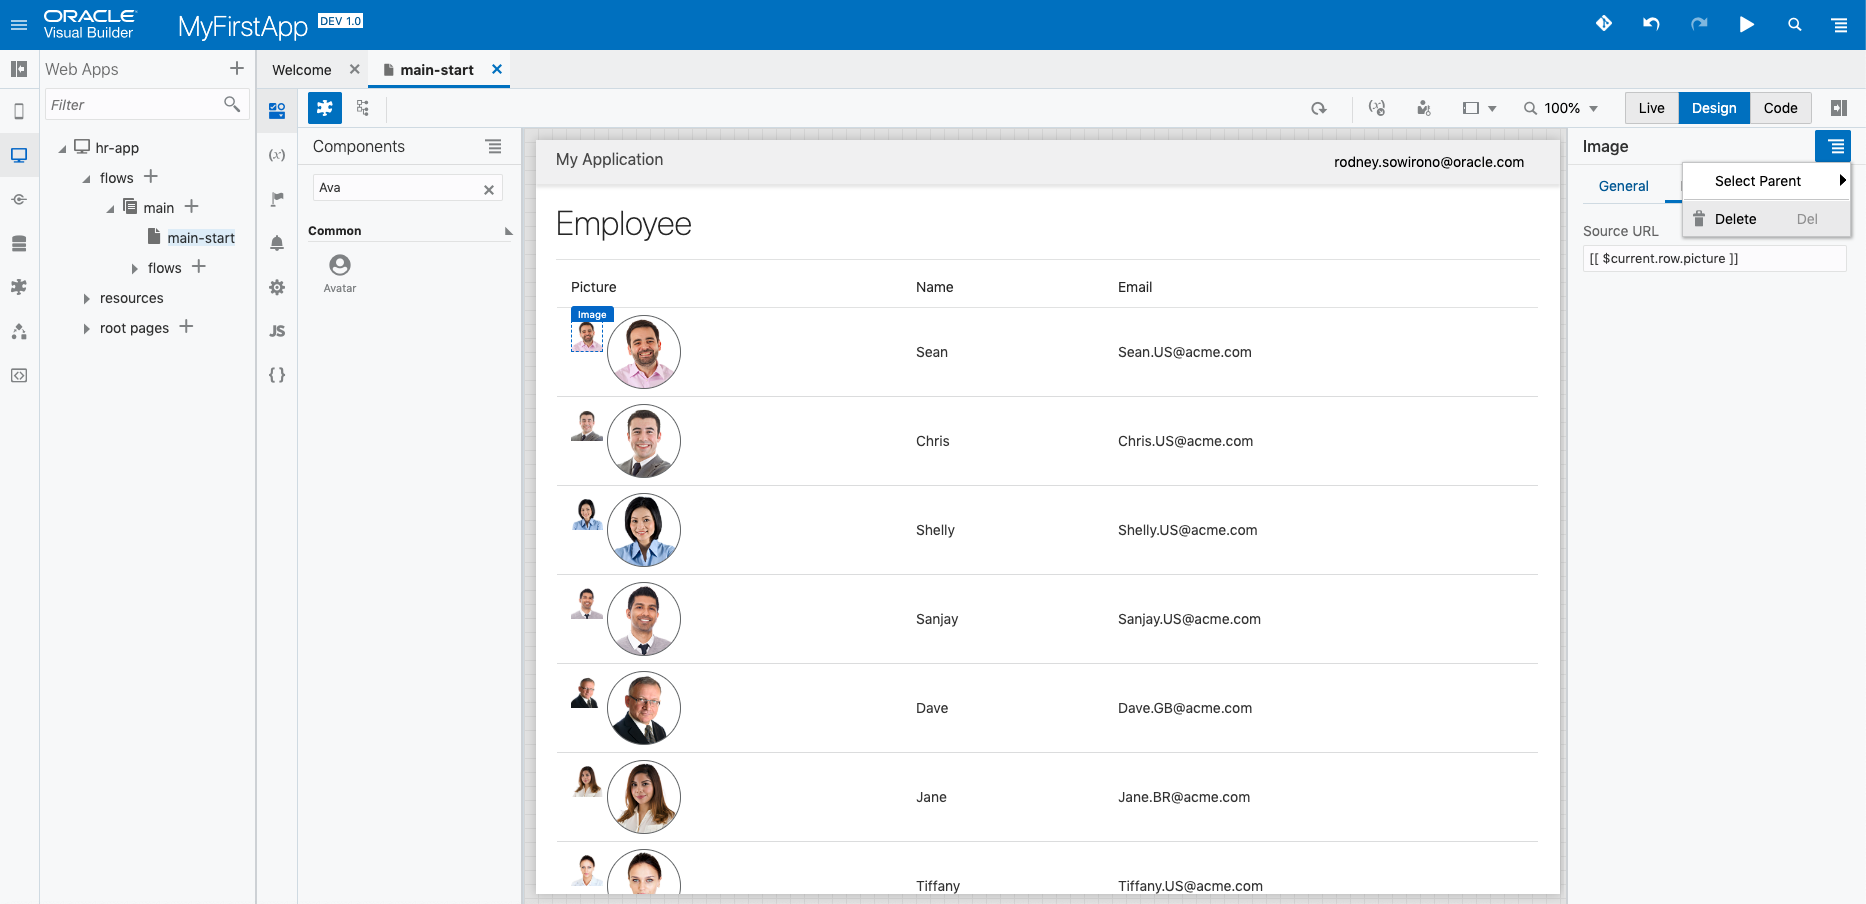 ORACLE
Visual Builder
MyFirstApp
DEV 1.0
Web Apps
Welcome
main-start
Filter
100%
Live
Design
Code
hr-app
flows
main
main-start
flows
resources
root pages
(x)
JS
{ }
Components
Ava
Common
Avatar
My Application
rodney.sowirono@oracle.com
Employee
Picture Name Email
Image
Sean Sean.US@acme.com
Chris Chris.US@acme.com
Shelly Shelly.US@acme.com
Sanjay Sanjay.US@acme.com
Dave Dave.GB@acme.com
Jane Jane.BR@acme.com
Tiffany Tiffany.US@acme.com
Image
General
Select Parent
Delete Del
Source URL
[[ $current.row.picture ]]